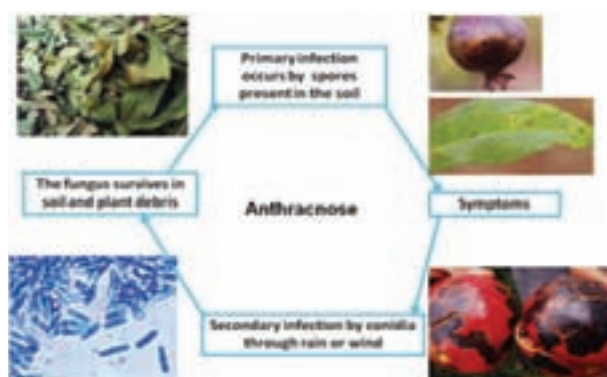 Primary infection
occurs by spores
present in the soil
The fungus survives in
soil and plant debris
Anthracnose
Symptoms
Secondary infection by conidia
through rain or wind